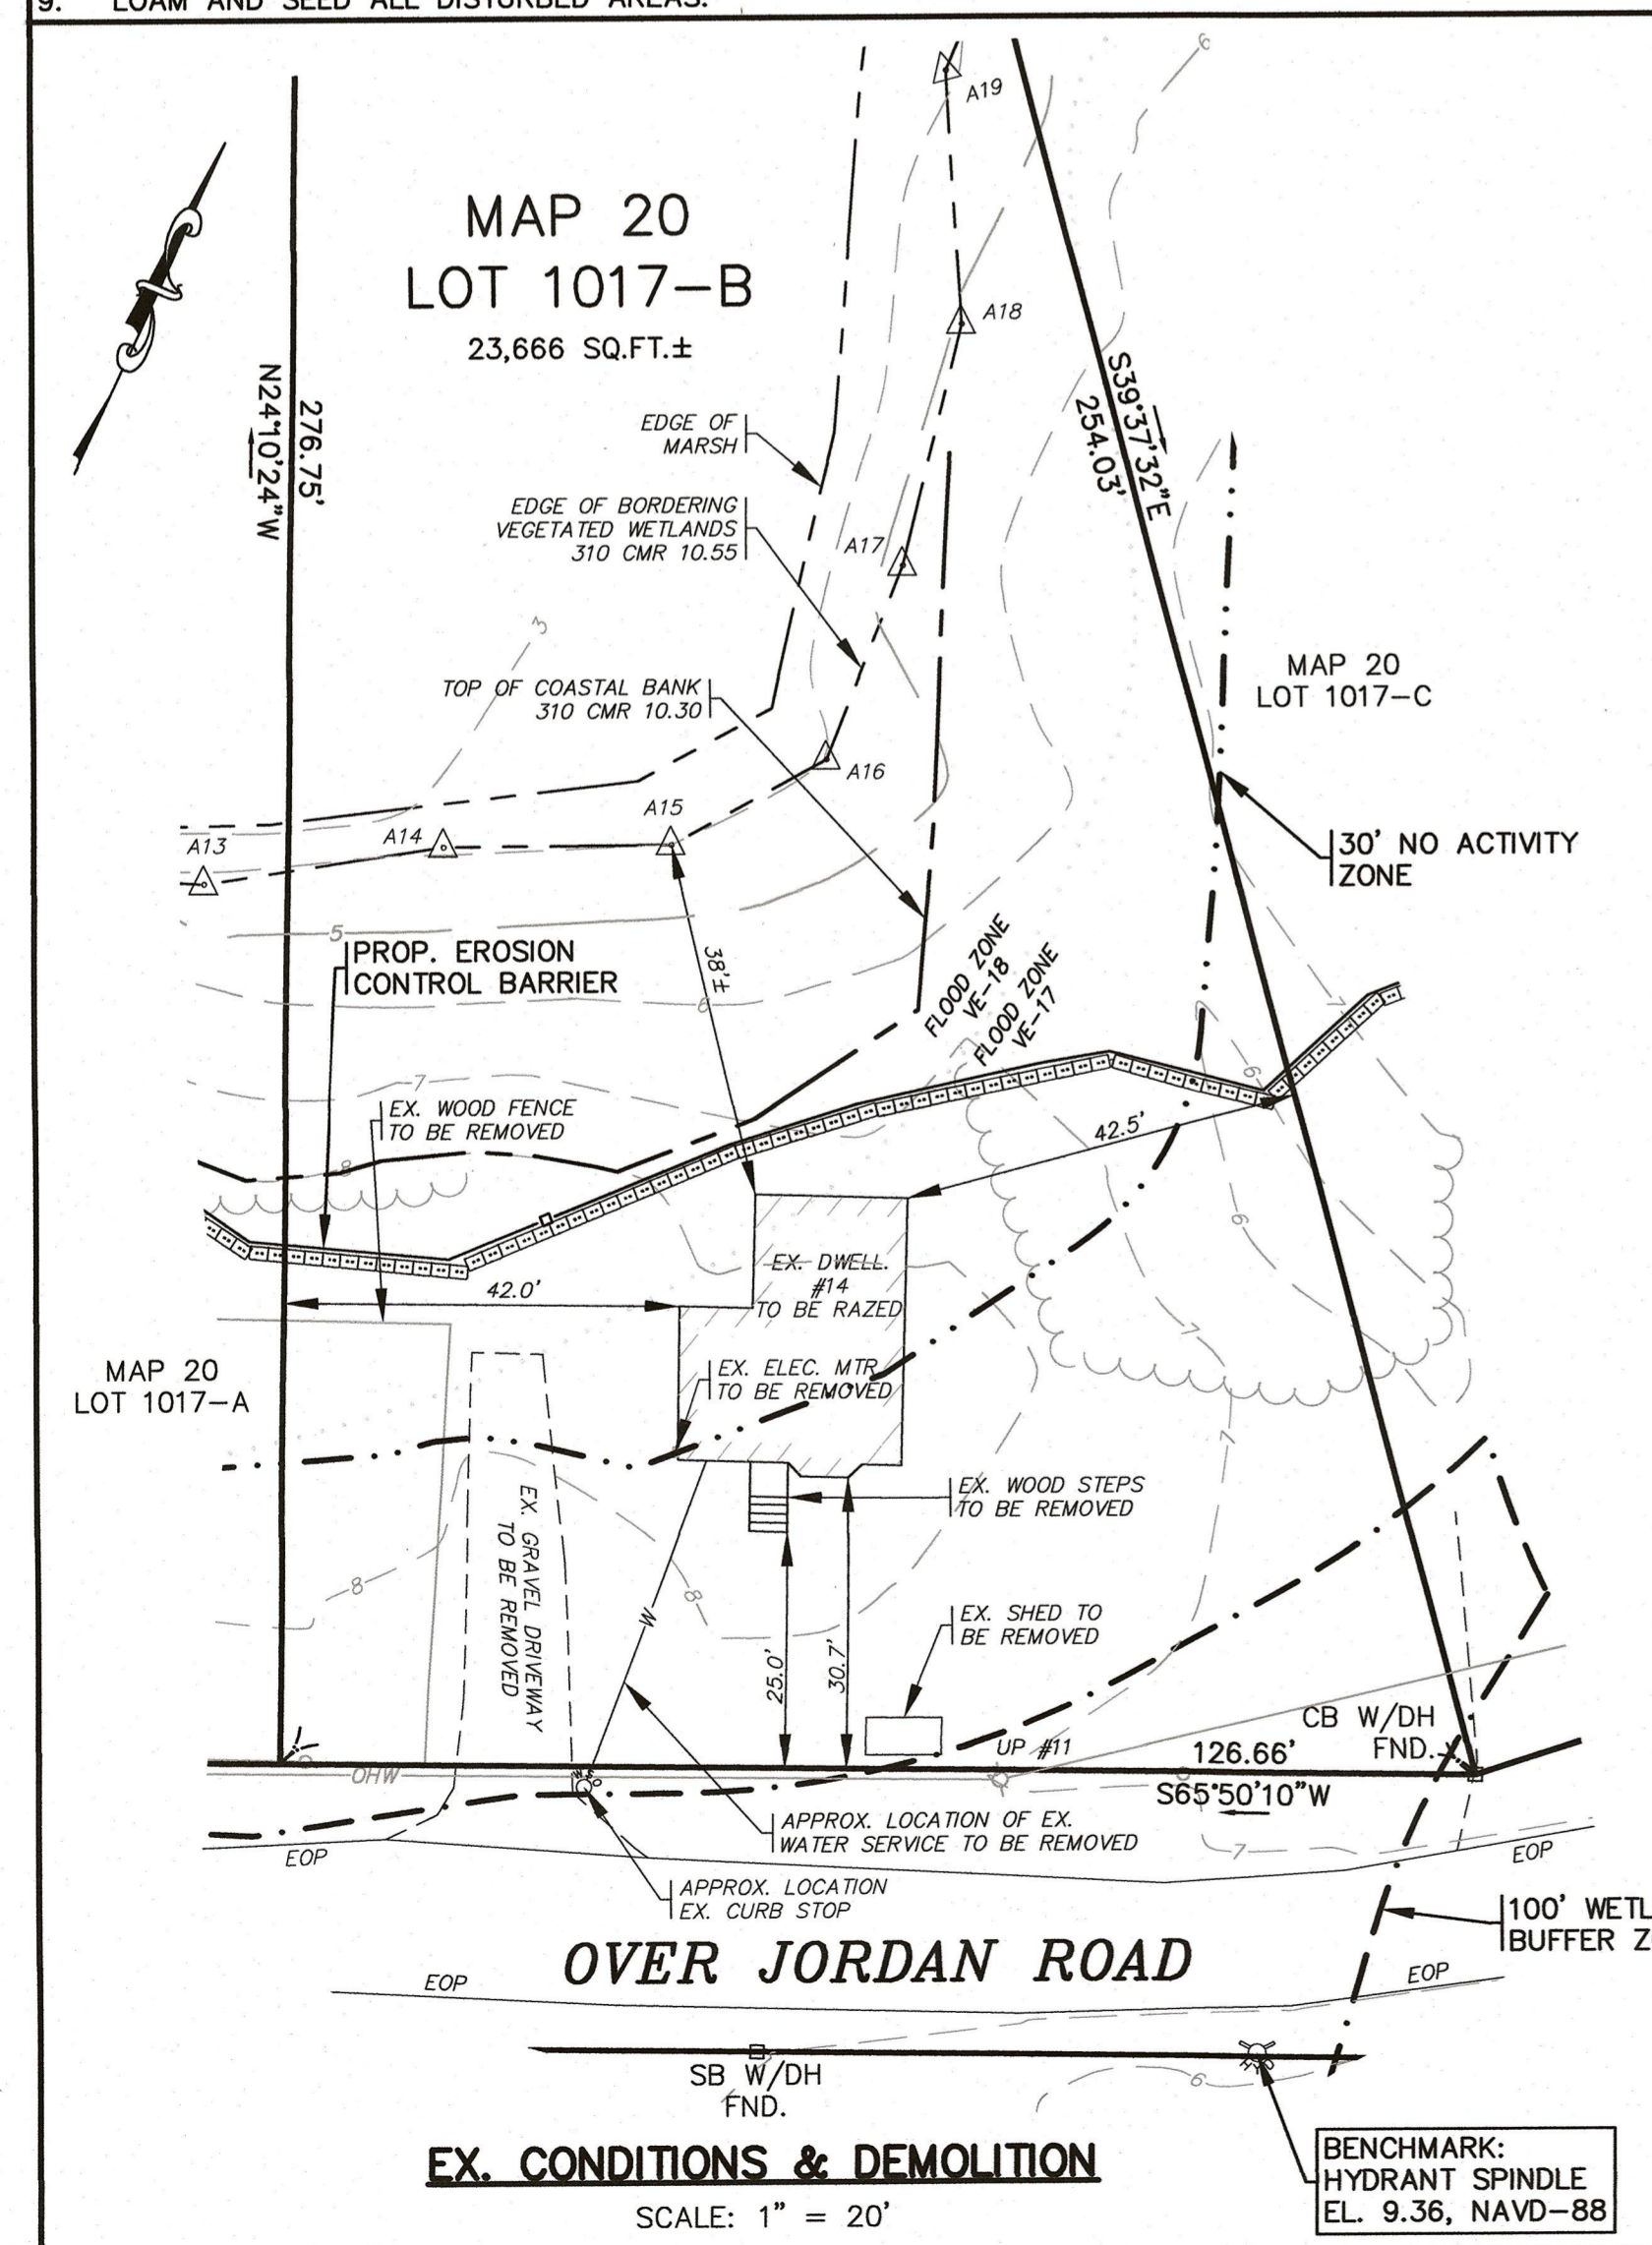 9. LOAM AND SEED ALL DISTURBED AREAS.
6
A19
MAP 20
LOT 1017-B
23,666 SQ.FT.±
A18
N24°10'24"W
276.75'
S39°37'32"E
254.03'
EDGE OF
MARSH
EDGE OF BORDERING
VEGETATED WETLANDS
310 CMR 10.55
A17
3
MAP 20
LOT 1017-C
TOP OF COASTAL BANK
310 CMR 10.30
A16
A15
A14
A13
30' NO ACTIVITY
ZONE
5
PROP. EROSION
CONTROL BARRIER
38'±
6
FLOOD ZONE
VE-18
FLOOD ZONE
VE-17
7
7
7
6
EX. WOOD FENCE
TO BE REMOVED
42.5'
8
6
EX. DWELL.
#14
TO BE RAZED
42.0'
7
MAP 20
LOT 1017-A
EX. ELEC. MTR
TO BE REMOVED
7
EX. WOOD STEPS
TO BE REMOVED
EX. GRAVEL DRIVEWAY
TO BE REMOVED
8
8
W
25.0'
30.7'
EX. SHED TO
BE REMOVED
CB W/DH
FND.
UP #11
126.66'
S65°50'10"W
OHW
WSO
APPROX. LOCATION OF EX.
WATER SERVICE TO BE REMOVED
7
EOP
EOP
APPROX. LOCATION
EX. CURB STOP
100' WETL
BUFFER Z
OVER JORDAN ROAD
EOP
EOP
SB W/DH
FND.
HYD
6
EX. CONDITIONS & DEMOLITION
SCALE: 1" = 20'
BENCHMARK:
HYDRANT SPINDLE
EL. 9.36, NAVD-88